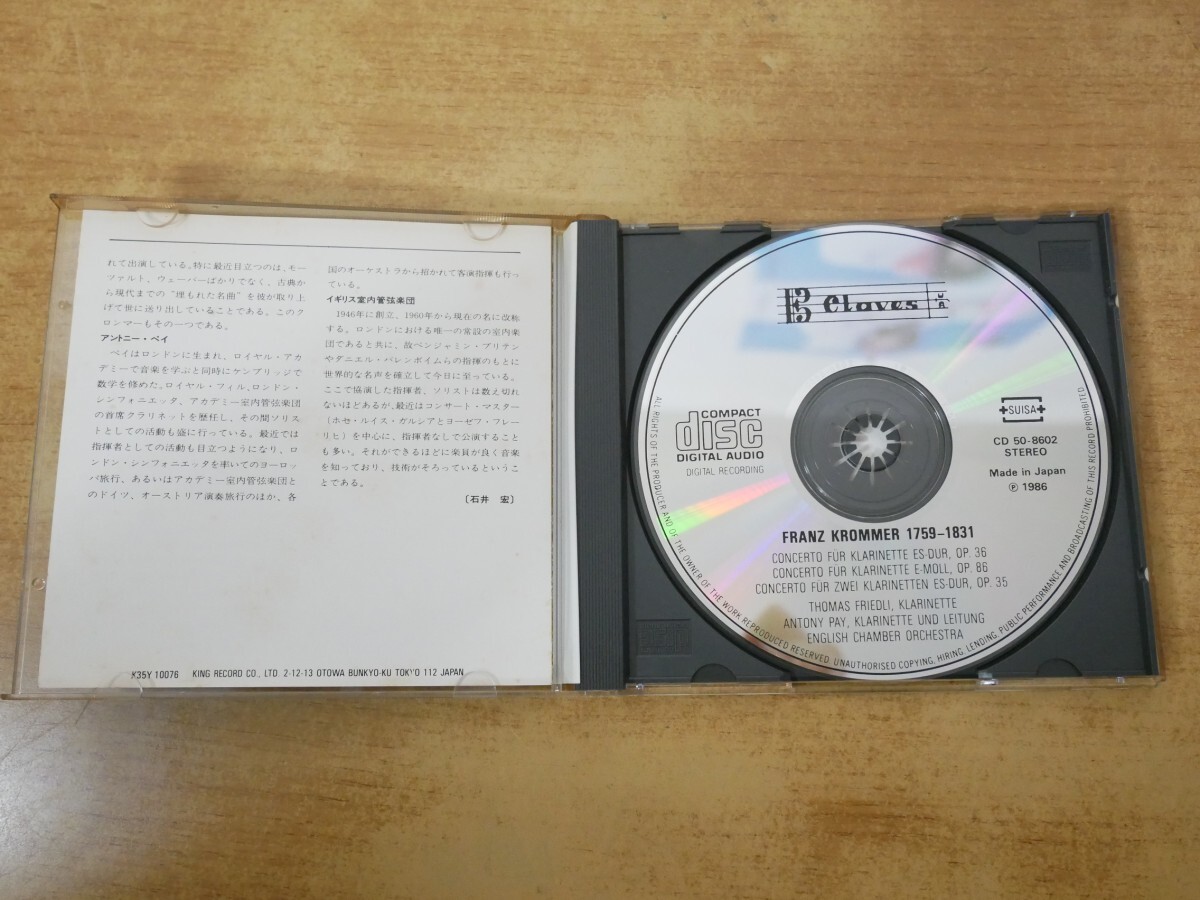 れて出演している。特に最近目立つのは、モー
ツァルト、ウェーバーばかりでなく、古典か
ら現代までの“埋もれた名曲”を彼が取り上
げて世に送り出していることである。このク
ロンマーもその一つである。
アントニー・ペイ
ペイはロンドンに生まれ、ロイヤル・アカ
デミーで音楽を学ぶと同時にケンブリッジで
数学を修めた。ロイヤル・フィル、ロンドン・
シンフォニエッタ、アカデミー室内管弦楽団
の首席クラリネットを歴任し、その間ソリス
トとしての活動も盛に行っている。最近では
指揮者としての活動も目立つようになり、ロ
ンドン・シンフォニエッタを率いてのヨーロッ
パ旅行、あるいはアカデミー室内管弦楽団と
のドイツ、オーストリア演奏旅行のほか、各
国のオーケストラから招かれて客演指揮も行っ
ている。
イギリス室内管弦楽団
1946年に創立、1960年から現在の名に改称
する。ロンドンにおける唯一の常設の室内楽
団であると共に、故ベンジャミン・ブリテン
やダニエル・バレンボイムらの指揮のもとに
世界的な名声を確立して今日に至っている。
ここで協演した指揮者、ソリストは数え切れ
ないほどあるが、最近はコンサート・マスター
(ホセ・ルイス・ガルシアとヨーゼフ・フレー
リヒ)を中心に、指揮者なしで公演すること
も多い。それができるほどに楽員が良く音楽
を知っており、技術がそろっているというこ
とである。
〔石井 宏〕
K35Y 10076 KING RECORD CO., LTD 2-12-13 OTOWA BUNKYO-KU TOKYO 112 JAPAN
Claves
COMPACT
disc
DIGITAL AUDIO
DIGITAL RECORDING
SUISA
CD 50-8602
STEREO
Made in Japan
℗ 1986
FRANZ KROMMER 1759–1831
CONCERTO FÜR KLARINETTE ES-DUR, OP. 36
CONCERTO FÜR KLARINETTE E-MOLL, OP. 86
CONCERTO FÜR ZWEI KLARINETTEN ES-DUR, OP. 35
THOMAS FRIEDLI, KLARINETTE
ANTONY PAY, KLARINETTE UND LEITUNG
ENGLISH CHAMBER ORCHESTRA
ALL RIGHTS OF THE PRODUCER AND OF THE OWNER OF THE WORK REPRODUCED RESERVED. UNAUTHORISED COPYING, HIRING, LENDING, PUBLIC PERFORMANCE AND BROADCASTING OF THIS RECORD PROHIBITED